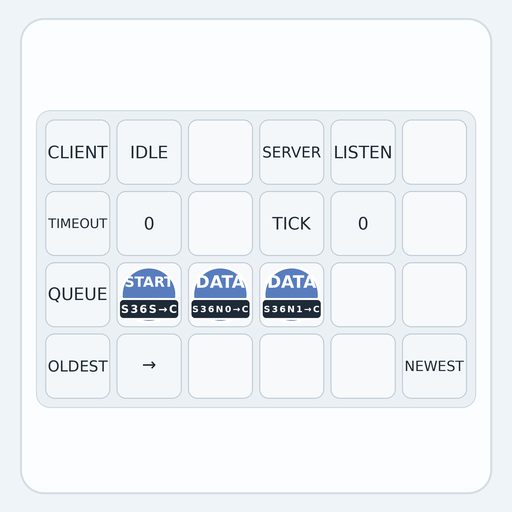 CLIENT IDLE SERVER LISTEN
TIMEOUT 0 TICK 0
QUEUE START DATA DATA
S36S→C S36N0→C S36N1→C
OLDEST → NEWEST